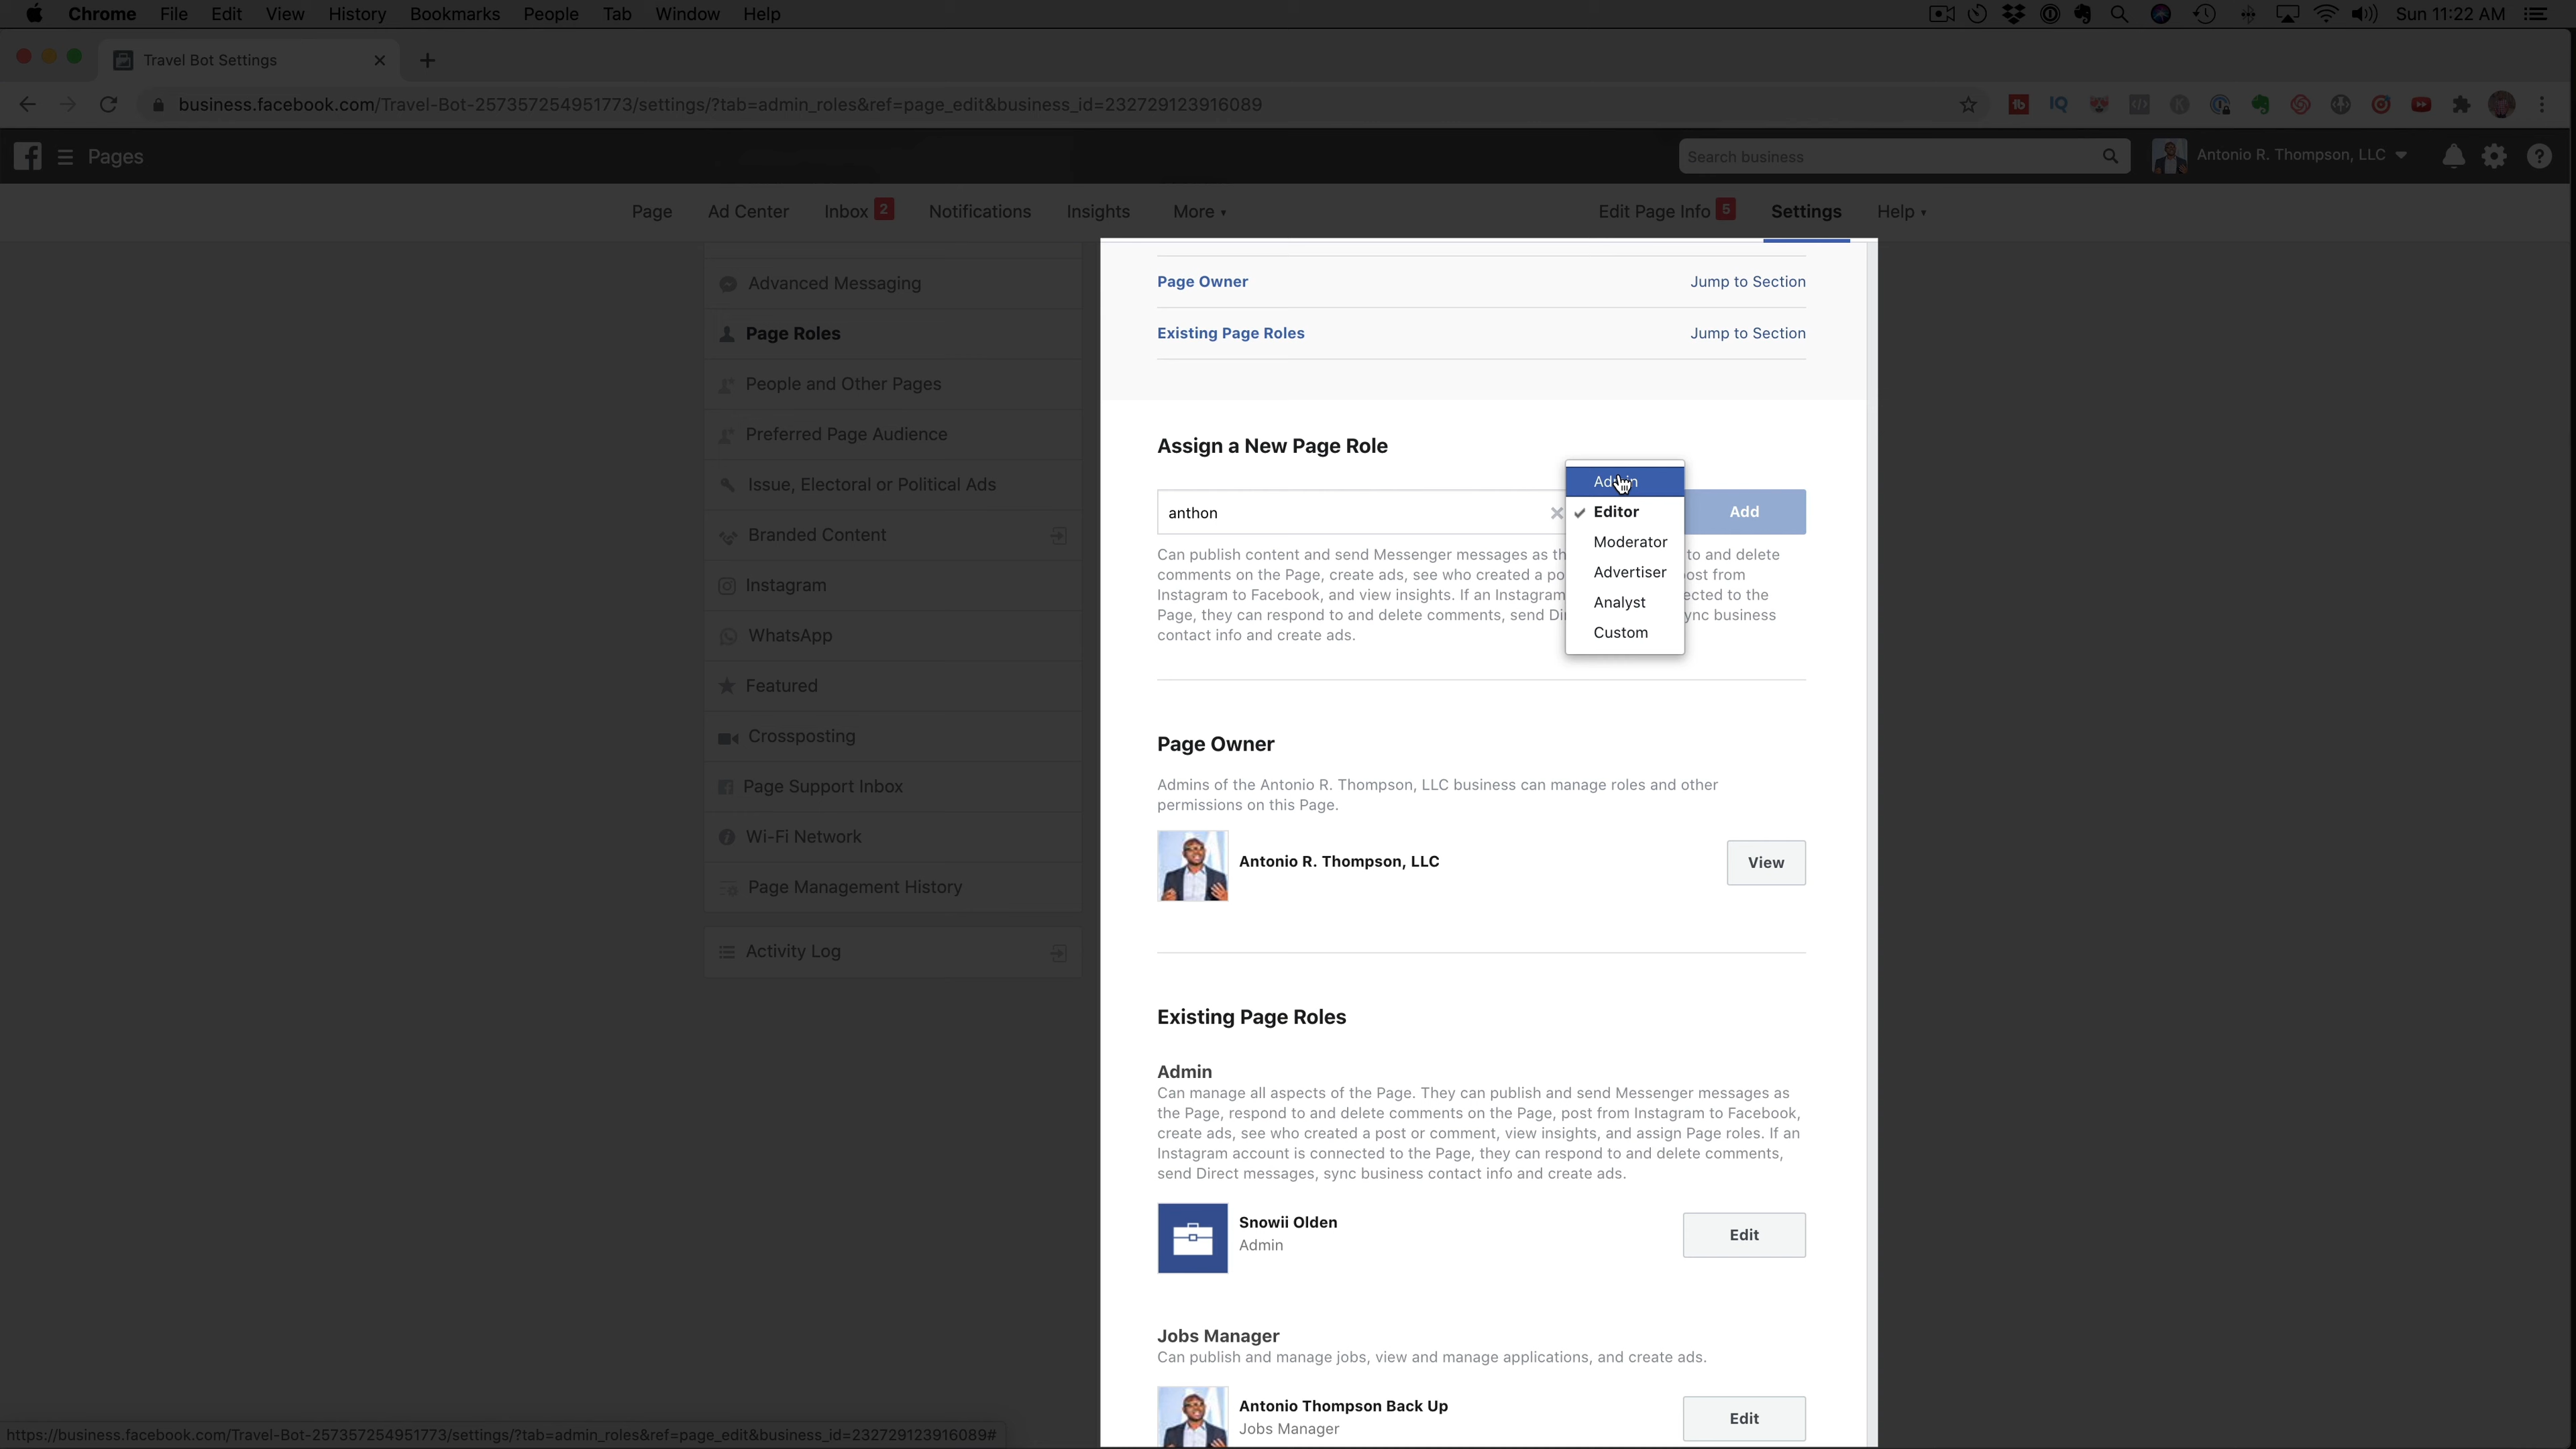 Chrome File Edit View History Bookmarks People Tab Window Help Sun 11:22 AM
Travel Bot Settings
business.facebook.com/Travel-Bot-257357254951773/settings/?tab=admin_roles&ref=page_edit&business_id=232729123916089
Pages Search business Antonio R. Thompson, LLC
Page Ad Center Inbox 2 Notifications Insights More Edit Page Info 5 Settings Help
Advanced Messaging
Page Roles
People and Other Pages
Preferred Page Audience
Issue, Electoral or Political Ads
Branded Content
Instagram
WhatsApp
Featured
Crossposting
Page Support Inbox
Wi-Fi Network
Page Management History
Activity Log
Page Owner Jump to Section
Existing Page Roles Jump to Section
Assign a New Page Role
anthon
Admin
Editor
Moderator
Advertiser
Analyst
Custom
Add
Can publish content and send Messenger messages as to and delete
comments on the Page, create ads, see who created a from
Instagram to Facebook, and view insights. If an Instagram to the
Page, they can respond to and delete comments, send business
contact info and create ads.
Page Owner
Admins of the Antonio R. Thompson, LLC business can manage roles and other
permissions on this Page.
Antonio R. Thompson, LLC View
Existing Page Roles
Admin
Can manage all aspects of the Page. They can publish and send Messenger messages as
the Page, respond to and delete comments on the Page, post from Instagram to Facebook,
create ads, see who created a post or comment, view insights, and assign Page roles. If an
Instagram account is connected to the Page, they can respond to and delete comments,
send Direct messages, sync business contact info and create ads.
Snowii Olden
Admin
Edit
Jobs Manager
Can publish and manage jobs, view and manage applications, and create ads.
Antonio Thompson Back Up
Jobs Manager
Edit
https://business.facebook.com/Travel-Bot-257357254951773/settings/?tab=admin_roles&ref=page_edit&business_id=232729123916089#